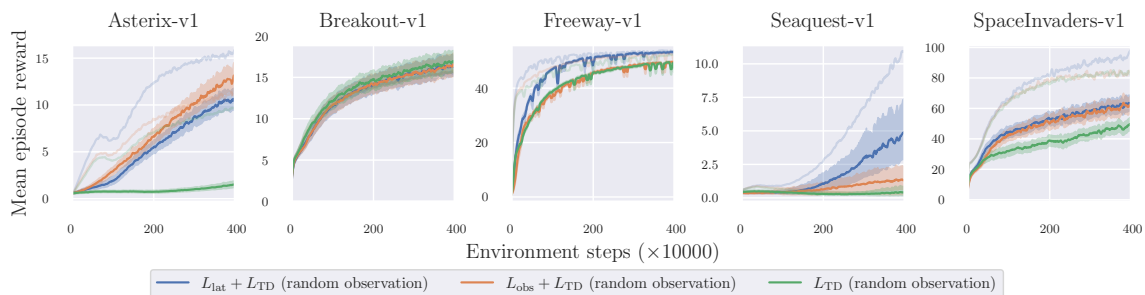 Asterix-v1 Breakout-v1 Freeway-v1 Seaquest-v1 SpaceInvaders-v1
Mean episode reward
15
10
5
0
0 200 400
20
15
10
5
0
0 200 400
40
20
0
0 200 400
10.0
7.5
5.0
2.5
0.0
0 200 400
100
80
60
40
20
0
0 200 400
Environment steps (×10000)
L_lat + L_TD (random observation) L_obs + L_TD (random observation) L_TD (random observation)